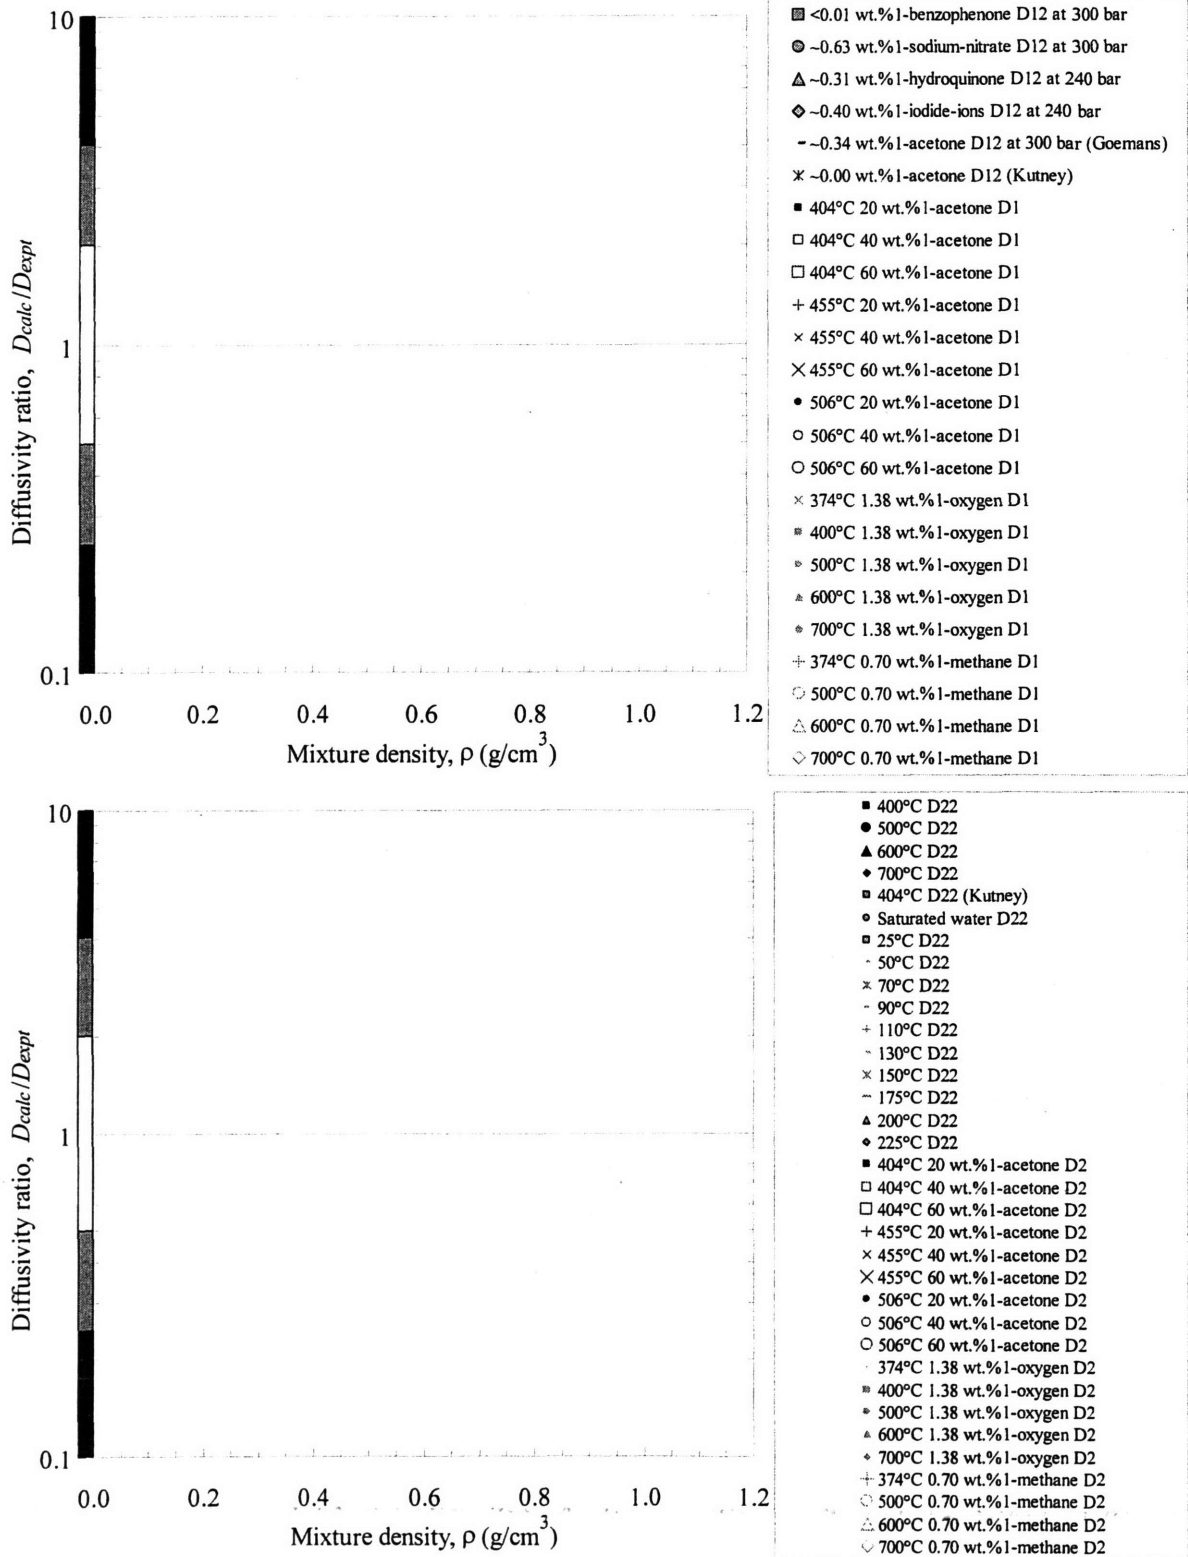 10
1
0.1
Diffusivity ratio, Dcalc/Dexpt
0.0 0.2 0.4 0.6 0.8 1.0 1.2
Mixture density, ρ (g/cm³)
<0.01 wt.%1-benzophenone D12 at 300 bar
~0.63 wt.%1-sodium-nitrate D12 at 300 bar
~0.31 wt.%1-hydroquinone D12 at 240 bar
~0.40 wt.%1-iodide-ions D12 at 240 bar
~0.34 wt.%1-acetone D12 at 300 bar (Goemans)
~0.00 wt.%1-acetone D12 (Kutney)
404°C 20 wt.%1-acetone D1
404°C 40 wt.%1-acetone D1
404°C 60 wt.%1-acetone D1
455°C 20 wt.%1-acetone D1
455°C 40 wt.%1-acetone D1
455°C 60 wt.%1-acetone D1
506°C 20 wt.%1-acetone D1
506°C 40 wt.%1-acetone D1
506°C 60 wt.%1-acetone D1
374°C 1.38 wt.%1-oxygen D1
400°C 1.38 wt.%1-oxygen D1
500°C 1.38 wt.%1-oxygen D1
600°C 1.38 wt.%1-oxygen D1
700°C 1.38 wt.%1-oxygen D1
374°C 0.70 wt.%1-methane D1
500°C 0.70 wt.%1-methane D1
600°C 0.70 wt.%1-methane D1
700°C 0.70 wt.%1-methane D1
10
1
0.1
Diffusivity ratio, Dcalc/Dexpt
0.0 0.2 0.4 0.6 0.8 1.0 1.2
Mixture density, ρ (g/cm³)
400°C D22
500°C D22
600°C D22
700°C D22
404°C D22 (Kutney)
Saturated water D22
25°C D22
50°C D22
70°C D22
90°C D22
110°C D22
130°C D22
150°C D22
175°C D22
200°C D22
225°C D22
404°C 20 wt.%1-acetone D2
404°C 40 wt.%1-acetone D2
404°C 60 wt.%1-acetone D2
455°C 20 wt.%1-acetone D2
455°C 40 wt.%1-acetone D2
455°C 60 wt.%1-acetone D2
506°C 20 wt.%1-acetone D2
506°C 40 wt.%1-acetone D2
506°C 60 wt.%1-acetone D2
374°C 1.38 wt.%1-oxygen D2
400°C 1.38 wt.%1-oxygen D2
500°C 1.38 wt.%1-oxygen D2
600°C 1.38 wt.%1-oxygen D2
700°C 1.38 wt.%1-oxygen D2
374°C 0.70 wt.%1-methane D2
500°C 0.70 wt.%1-methane D2
600°C 0.70 wt.%1-methane D2
700°C 0.70 wt.%1-methane D2